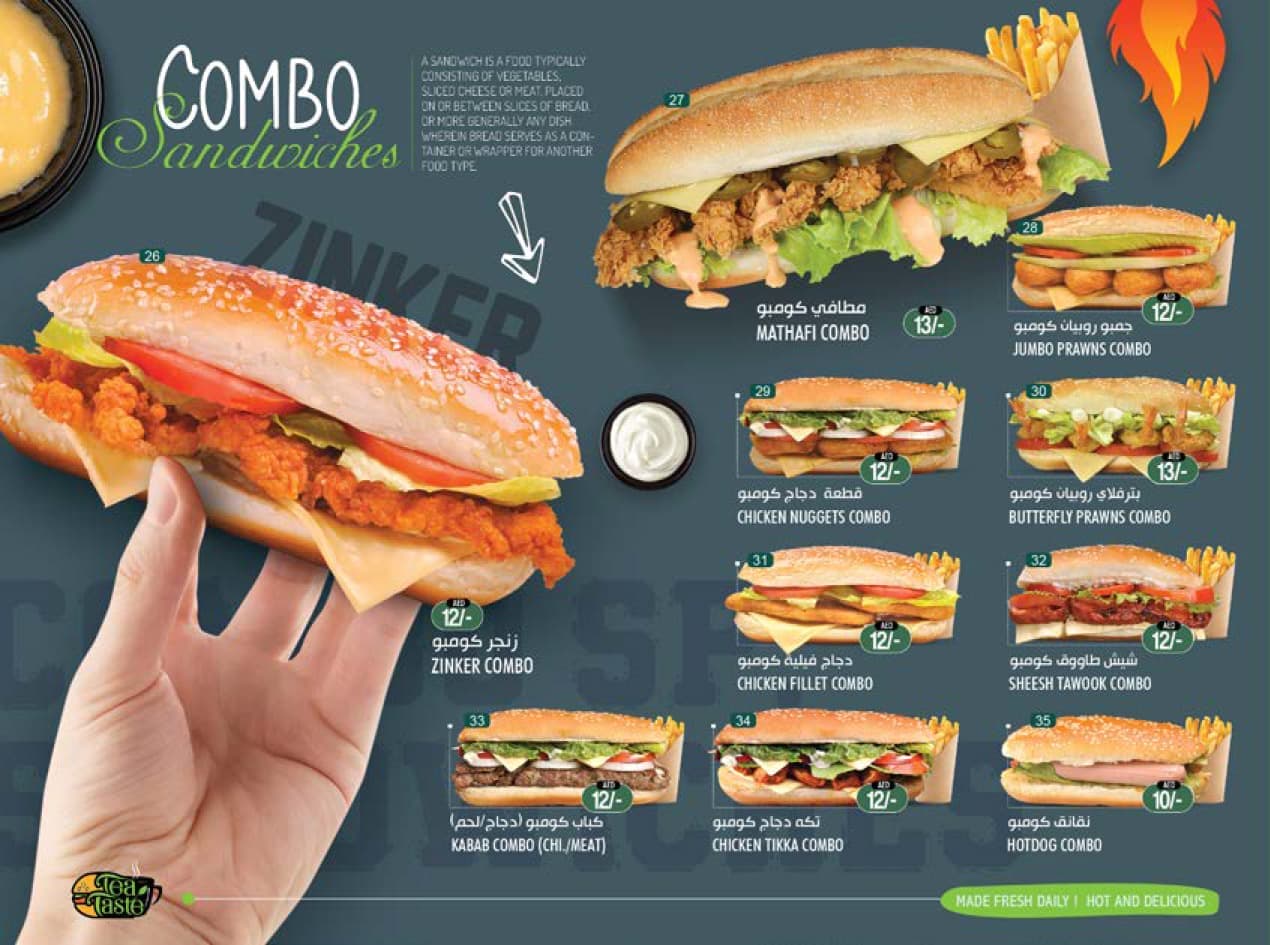 COMBO
Sandwiches
A SANDWICH IS A FOOD TYPICALLY
CONSISTING OF VEGETABLES,
SLICED CHEESE OR MEAT, PLACED
ON OR BETWEEN SLICES OF BREAD,
OR MORE GENERALLY ANY DISH
WHEREIN BREAD SERVES AS A CON-
TAINER OR WRAPPER FOR ANOTHER
FOOD TYPE.
ZINKER
26
AED
12/-
زنجر كومبو
ZINKER COMBO
27
مطافي كومبو
MATHAFI COMBO
AED
13/-
28
AED
12/-
جمبو روبيان كومبو
JUMBO PRAWNS COMBO
29
AED
12/-
قطعة دجاج كومبو
CHICKEN NUGGETS COMBO
30
AED
13/-
بترفلاي روبيان كومبو
BUTTERFLY PRAWNS COMBO
31
AED
12/-
دجاج فيليه كومبو
CHICKEN FILLET COMBO
32
AED
12/-
شيش طاووق كومبو
SHEESH TAWOOK COMBO
33
AED
12/-
كباب كومبو (دجاج/لحم)
KABAB COMBO (CHI./MEAT)
34
AED
12/-
تكه دجاج كومبو
CHICKEN TIKKA COMBO
35
AED
10/-
نقانق كومبو
HOTDOG COMBO
Tea
Taste
MADE FRESH DAILY ! HOT AND DELICIOUS